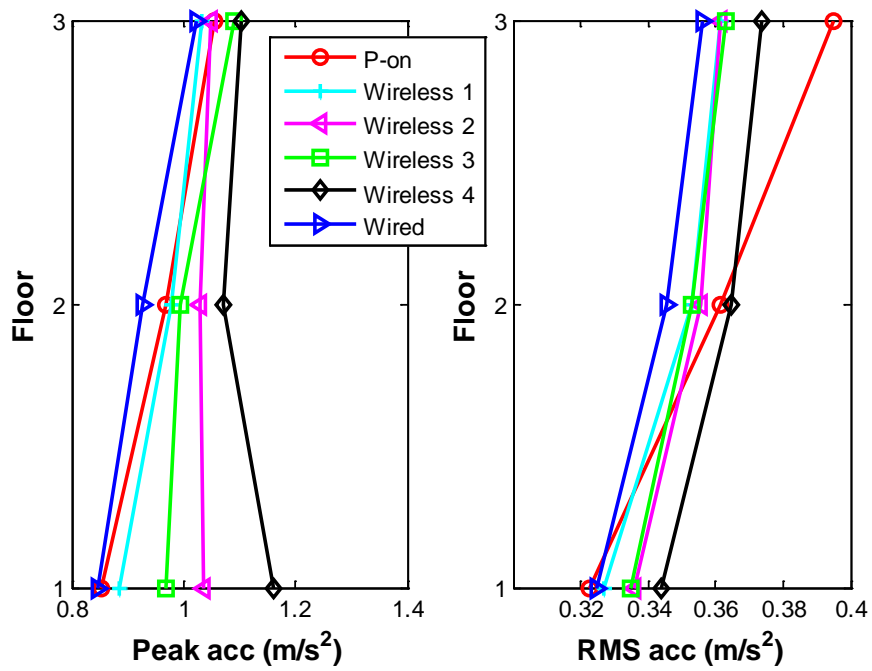 3
2
1
Floor
0.8
1
1.2
1.4
Peak acc (m/s²)
P-on
Wireless 1
Wireless 2
Wireless 3
Wireless 4
Wired
3
2
1
Floor
0.32
0.34
0.36
0.38
0.4
RMS acc (m/s²)